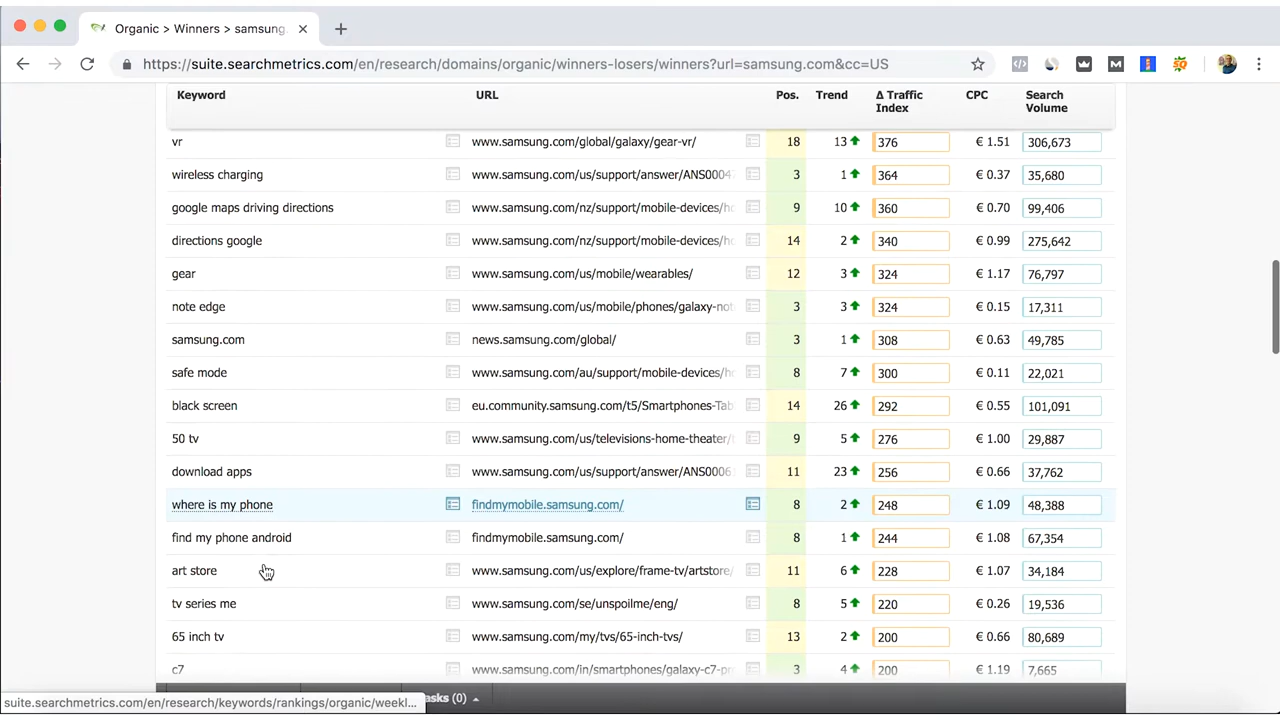 Organic > Winners > samsung
https://suite.searchmetrics.com/en/research/domains/organic/winners-losers/winners?url=samsung.com&cc=US
Keyword URL Pos. Trend Δ Traffic Index CPC Search Volume
vr www.samsung.com/global/galaxy/gear-vr/ 18 13 376 € 1.51 306,673
wireless charging www.samsung.com/us/support/answer/ANS0004 3 1 364 € 0.37 35,680
google maps driving directions www.samsung.com/nz/support/mobile-devices/ho 9 10 360 € 0.70 99,406
directions google www.samsung.com/nz/support/mobile-devices/ho 14 2 340 € 0.99 275,642
gear www.samsung.com/us/mobile/wearables/ 12 3 324 € 1.17 76,797
note edge www.samsung.com/us/mobile/phones/galaxy-not 3 3 324 € 0.15 17,311
samsung.com news.samsung.com/global/ 3 1 308 € 0.63 49,785
safe mode www.samsung.com/au/support/mobile-devices/ho 8 7 300 € 0.11 22,021
black screen eu.community.samsung.com/t5/Smartphones-Tab 14 26 292 € 0.55 101,091
50 tv www.samsung.com/us/televisions-home-theater/t 9 5 276 € 1.00 29,887
download apps www.samsung.com/us/support/answer/ANS0006 11 23 256 € 0.66 37,762
where is my phone findmymobile.samsung.com/ 8 2 248 € 1.09 48,388
find my phone android findmymobile.samsung.com/ 8 1 244 € 1.08 67,354
art store www.samsung.com/us/explore/frame-tv/artstore/ 11 6 228 € 1.07 34,184
tv series me www.samsung.com/se/unspoilme/eng/ 8 5 220 € 0.26 19,536
65 inch tv www.samsung.com/my/tvs/65-inch-tvs/ 13 2 200 € 0.66 80,689
c7 www.samsung.com/in/smartphones/galaxy-c7-pr 3 4 200 € 1.19 7,665
asks (0)
suite.searchmetrics.com/en/research/keywords/rankings/organic/weekl...